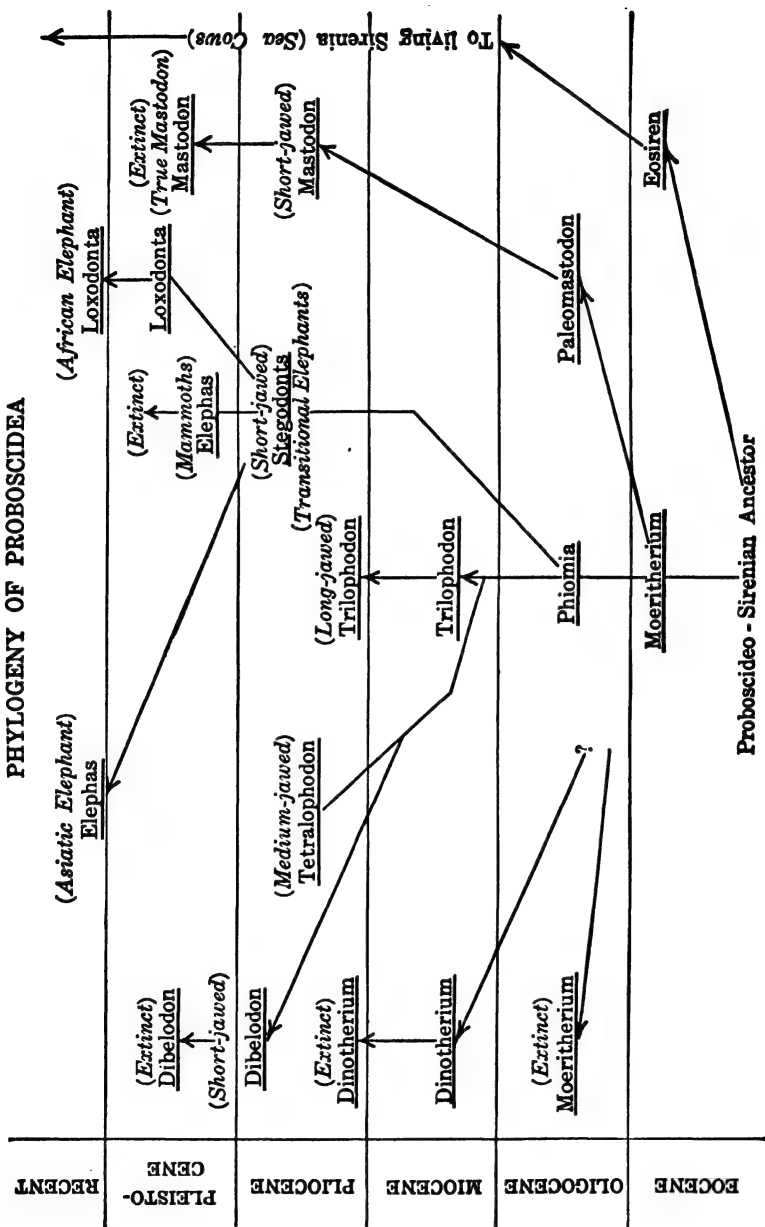 PHYLOGENY OF PROBOSCIDEA
RECENT
(Asiatic Elephant)
Elephas
(African Elephant)
Loxodonta
PLEISTO-
CENE
(Extinct)
Dibelodon
(Short-jawed)
(Extinct)
(Mammoths)
Elephas
Loxodonta
(Extinct)
(True Mastodon)
Mastodon
To living Sirenia (Sea Cows)
PLIOCENE
Dibelodon
(Extinct)
Dinotherium
(Medium-jawed)
Tetralophodon
(Long-jawed)
Trilophodon
(Short-jawed)
Stegodonts
(Transitional Elephants)
(Short-jawed)
Mastodon
MIOCENE
Dinotherium
Trilophodon
OLIGOCENE
(Extinct)
Moeritherium
?
Phiomia
Paleomastodon
EOCENE
Moeritherium
Eosiren
Proboscideo - Sirenian Ancestor